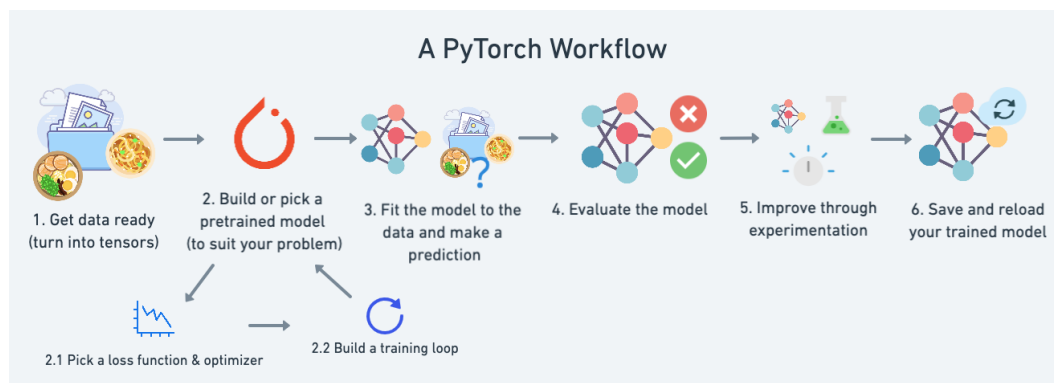 A PyTorch Workflow
1. Get data ready
(turn into tensors)
2. Build or pick a
pretrained model
(to suit your problem)
3. Fit the model to the
data and make a
prediction
4. Evaluate the model
5. Improve through
experimentation
6. Save and reload
your trained model
2.1 Pick a loss function & optimizer
2.2 Build a training loop